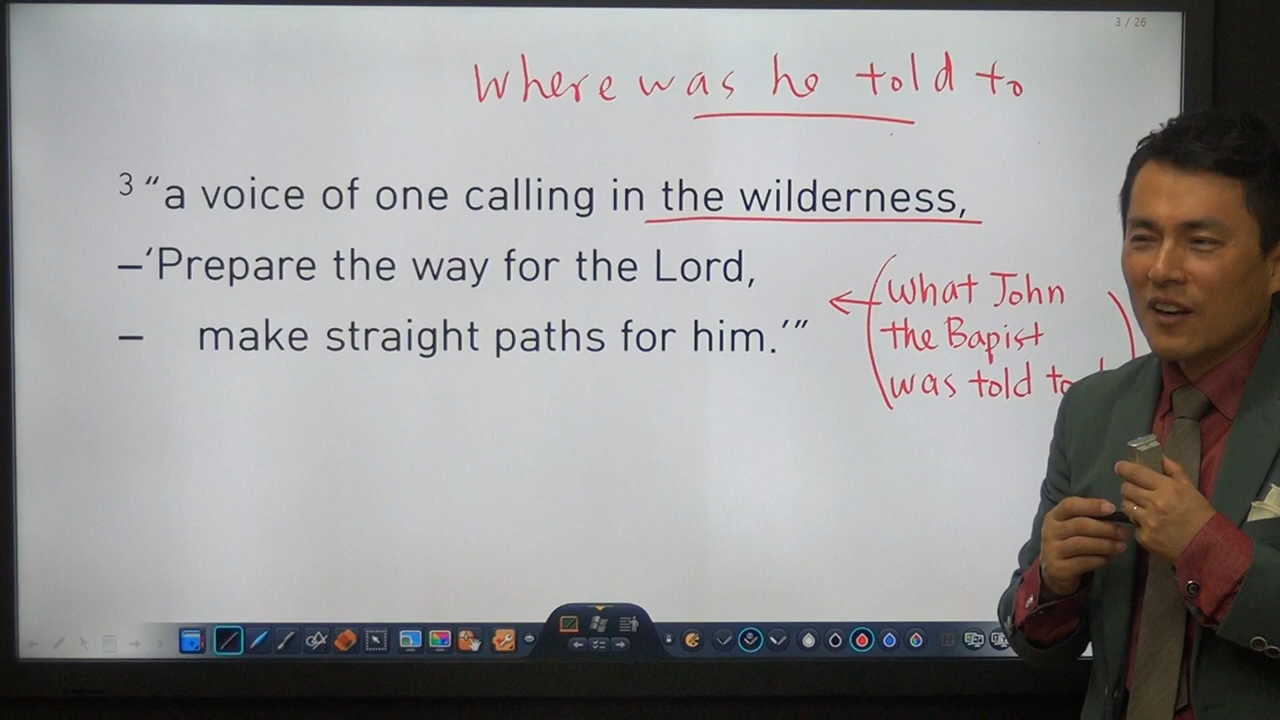 3 / 26
Where was he told to
3 “a voice of one calling in the wilderness,
–‘Prepare the way for the Lord,
– make straight paths for him.’”
what John
the Bapist
was told to